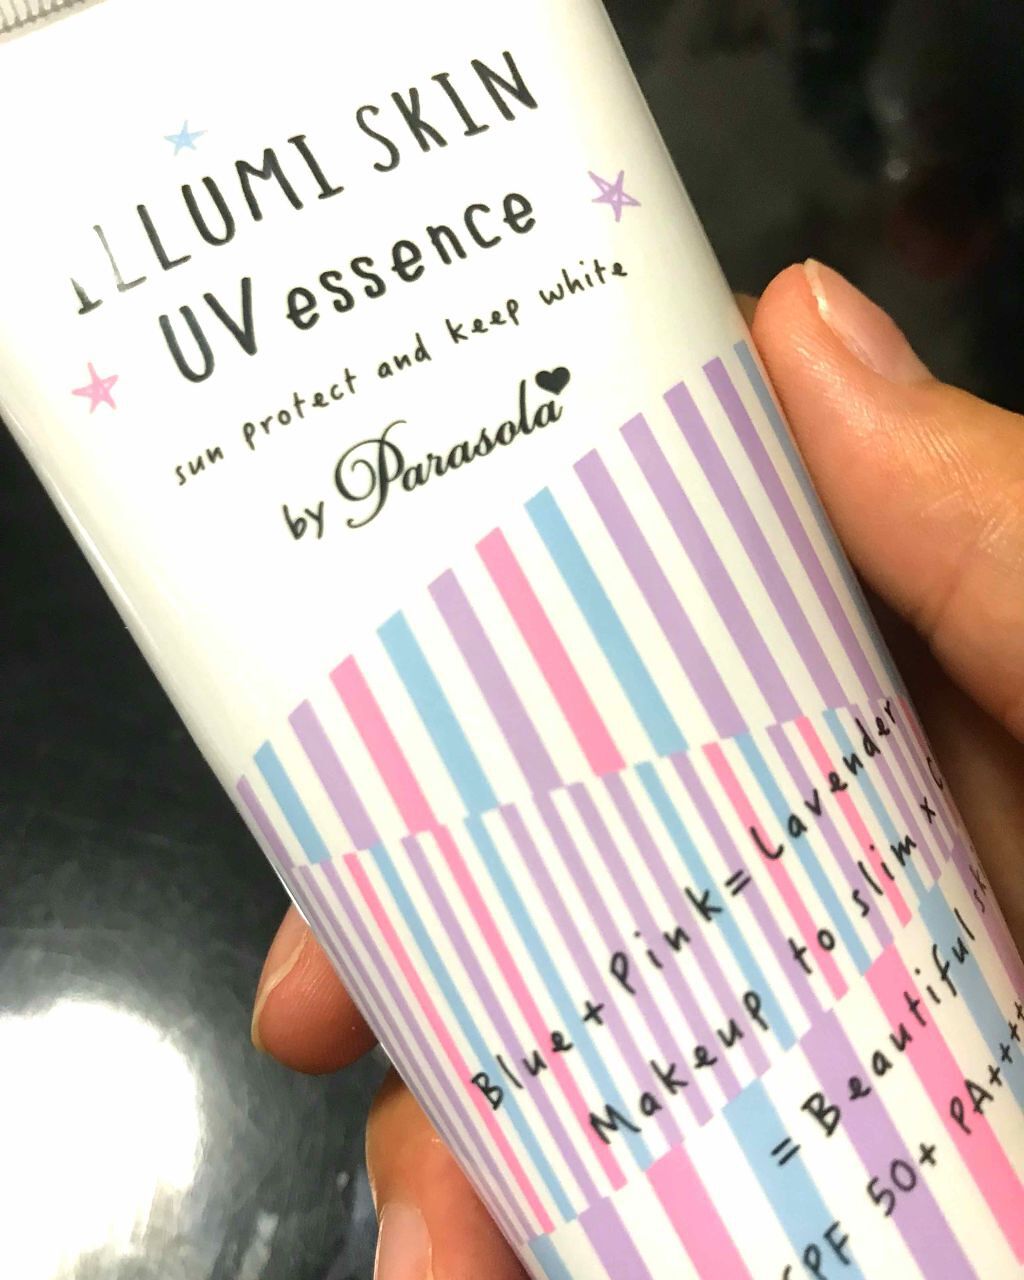 ILLUMI SKIN
UV essence
sun protect and keep white
by Parasola
Blue + Pink = Lavender
Makeup to slim ×
= Beautiful
SPF 50+ PA++++